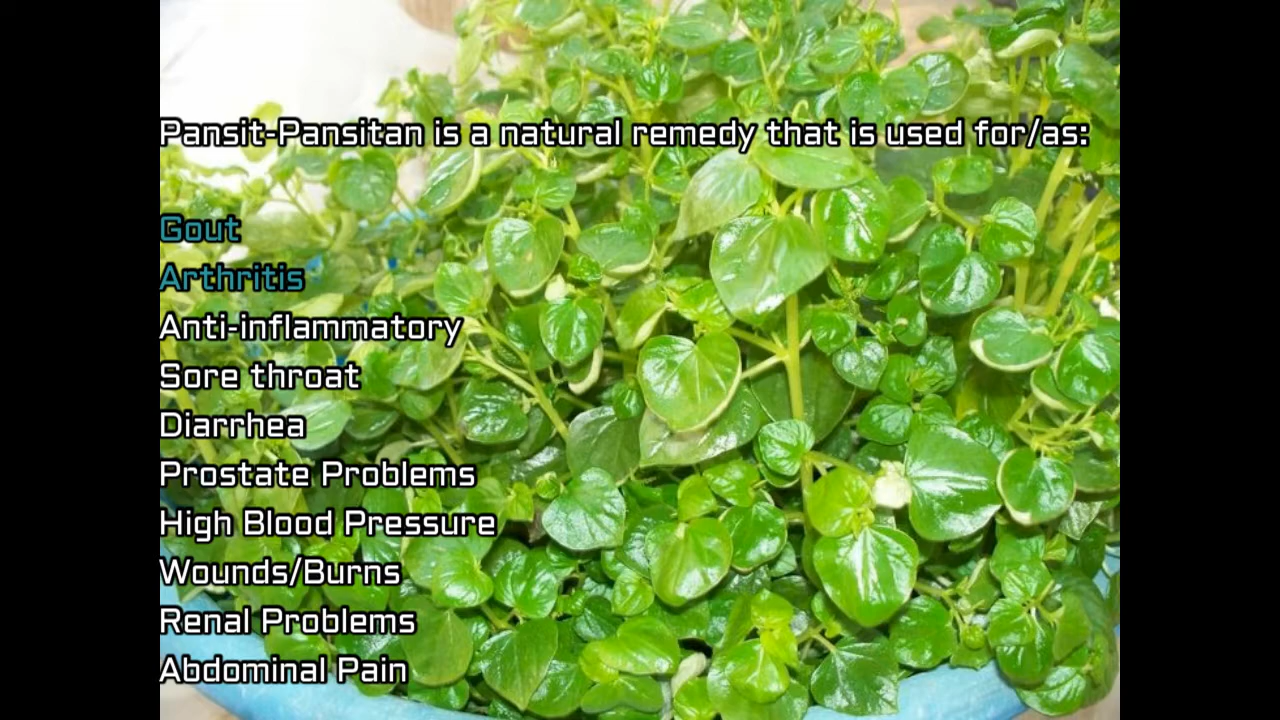 Pansit-Pansitan is a natural remedy that is used for/as:
Gout
Arthritis
Anti-inflammatory
Sore throat
Diarrhea
Prostate Problems
High Blood Pressure
Wounds/Burns
Renal Problems
Abdominal Pain